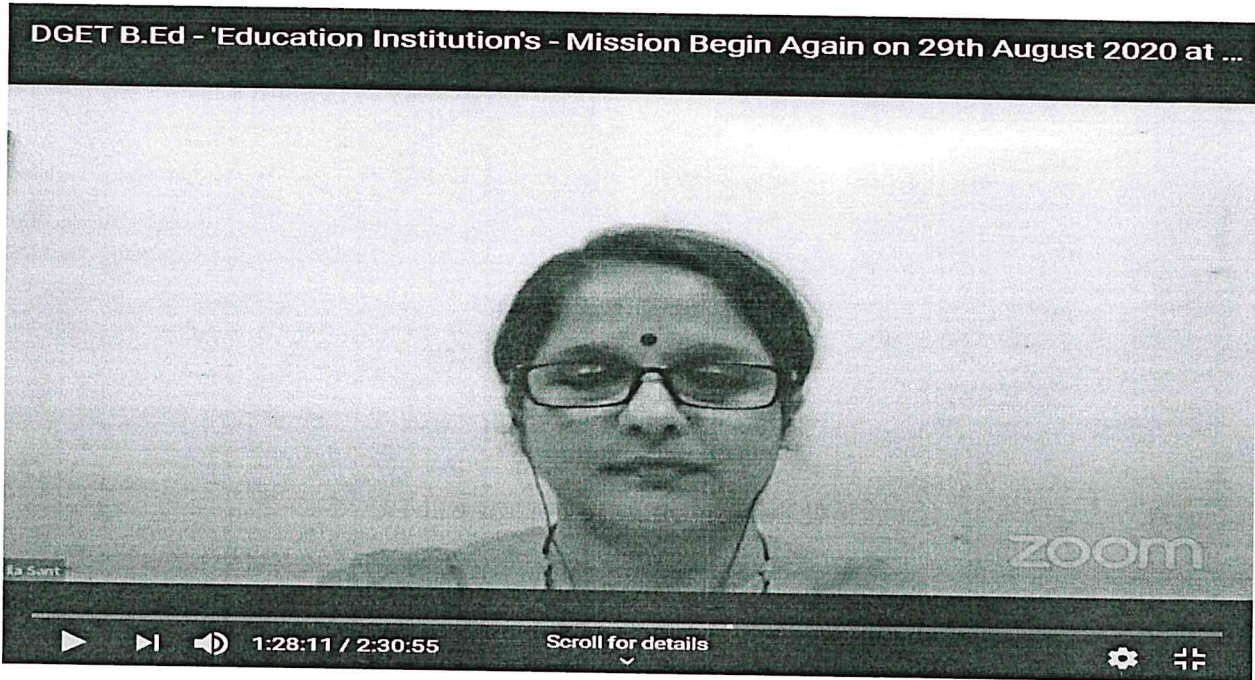 DGET B.Ed - 'Education Institution's - Mission Begin Again on 29th August 2020 at ...
Sant
zoom
1:28:11 / 2:30:55
Scroll for details